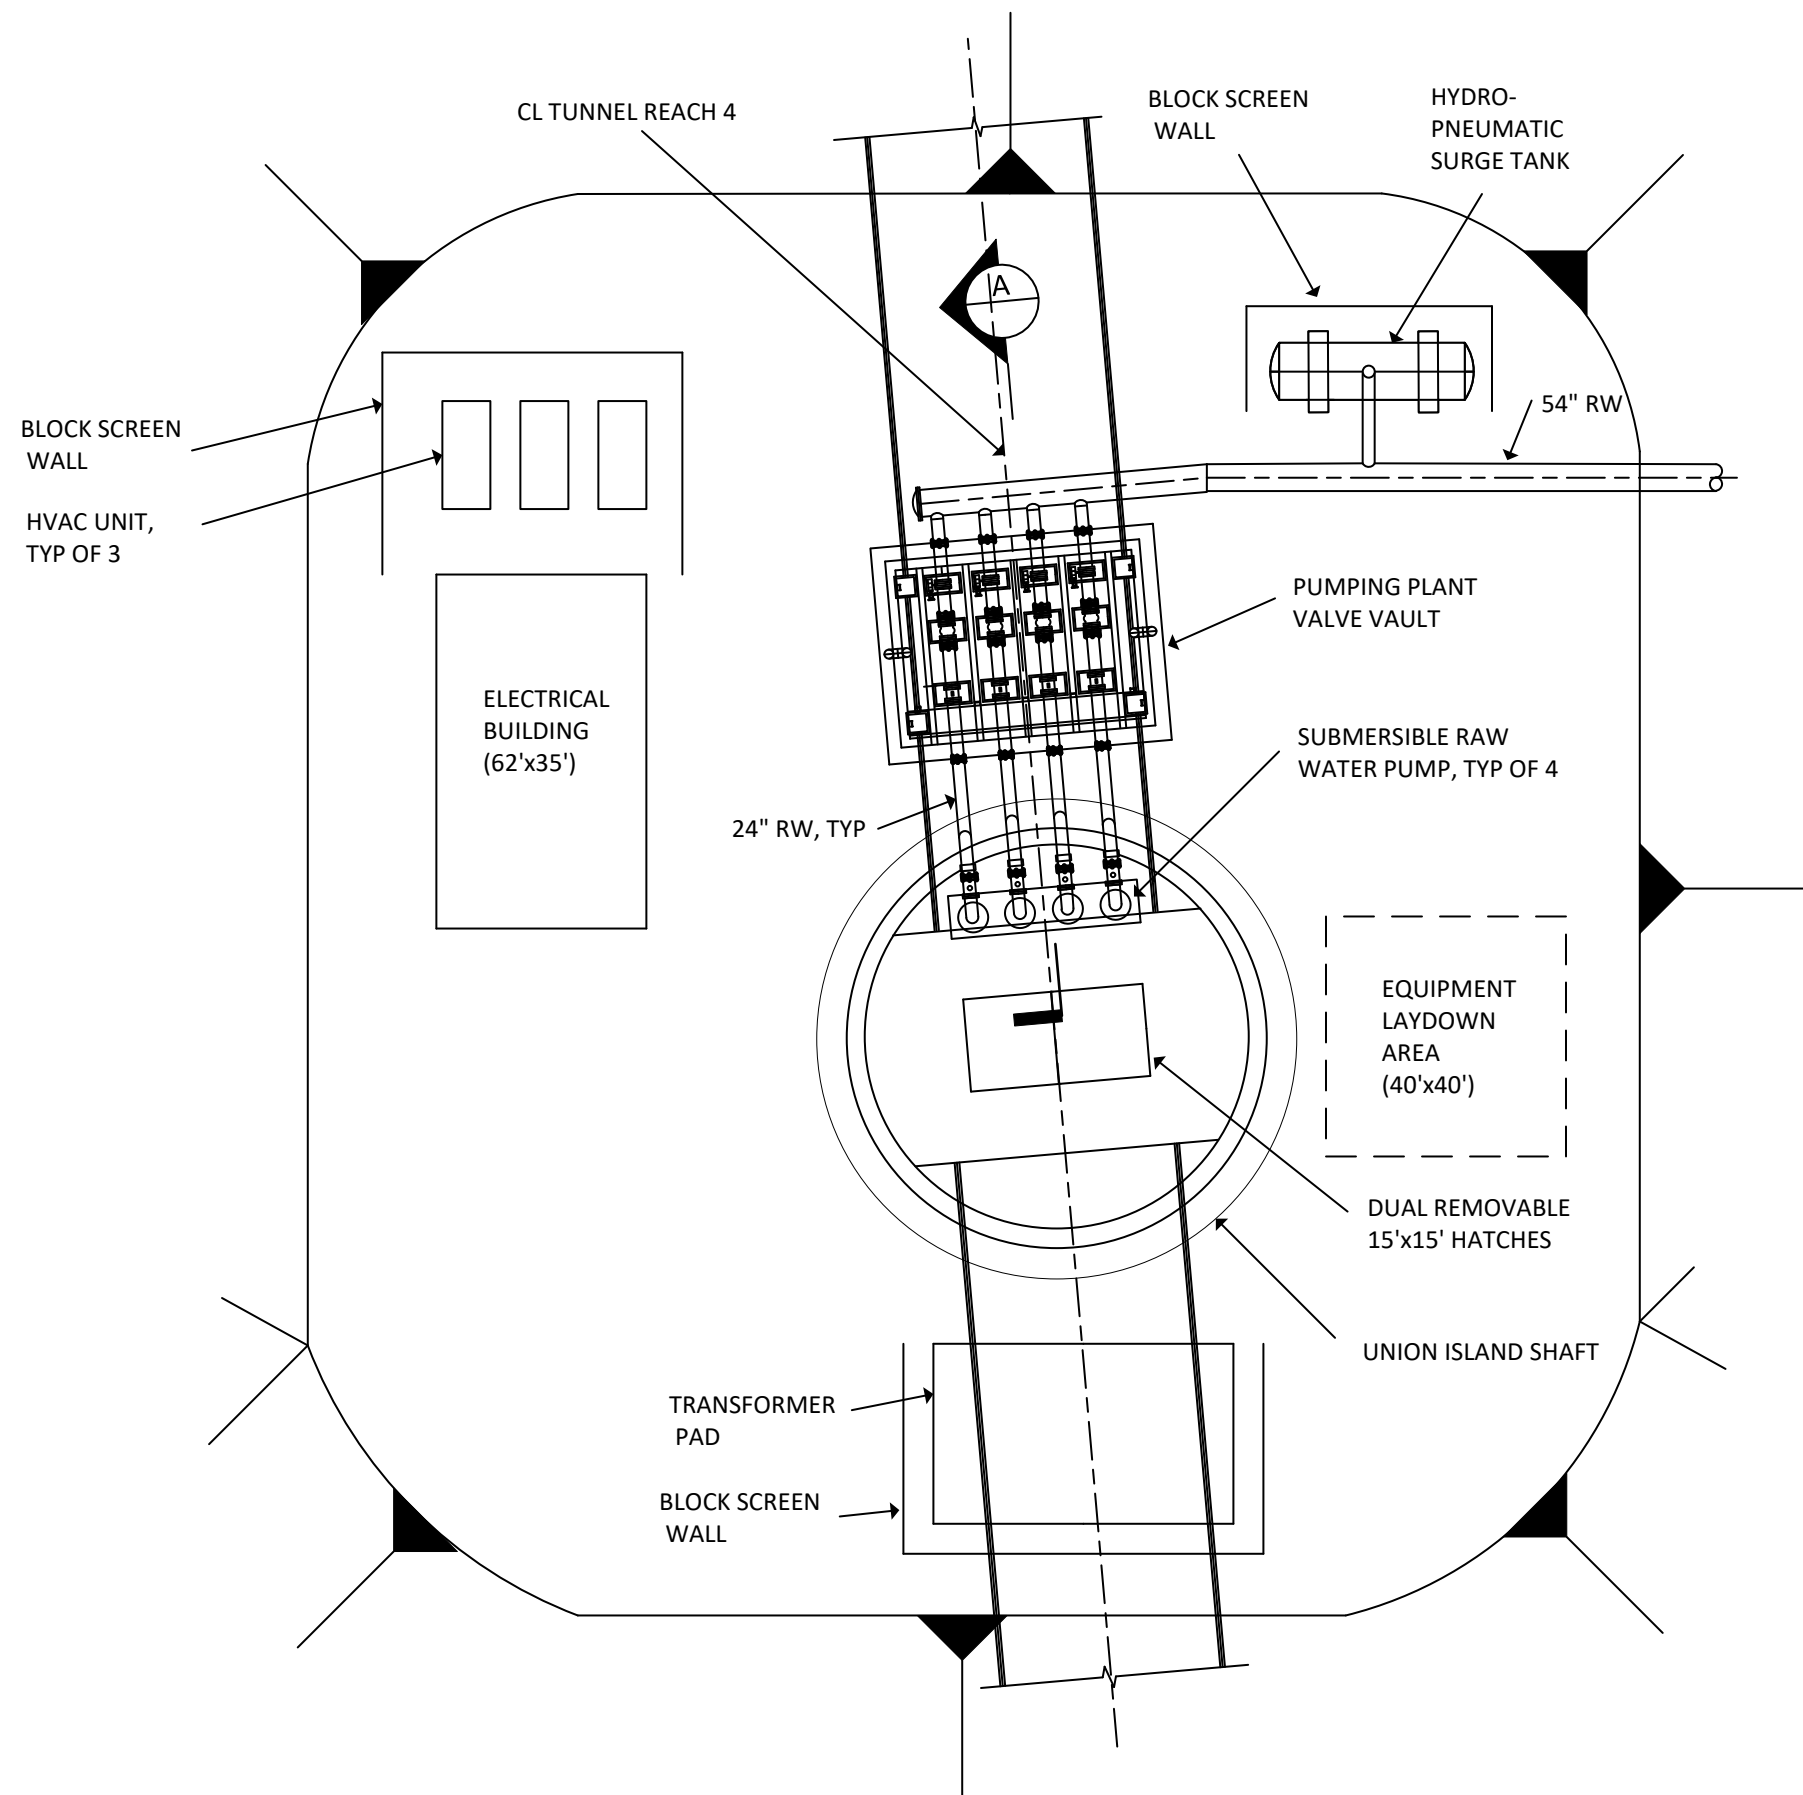 CL TUNNEL REACH 4
BLOCK SCREEN
WALL
HYDRO-
PNEUMATIC
SURGE TANK
A
54" RW
BLOCK SCREEN
WALL
HVAC UNIT,
TYP OF 3
PUMPING PLANT
VALVE VAULT
ELECTRICAL
BUILDING
(62'x35')
SUBMERSIBLE RAW
WATER PUMP, TYP OF 4
24" RW, TYP
EQUIPMENT
LAYDOWN
AREA
(40'x40')
DUAL REMOVABLE
15'x15' HATCHES
UNION ISLAND SHAFT
TRANSFORMER
PAD
BLOCK SCREEN
WALL